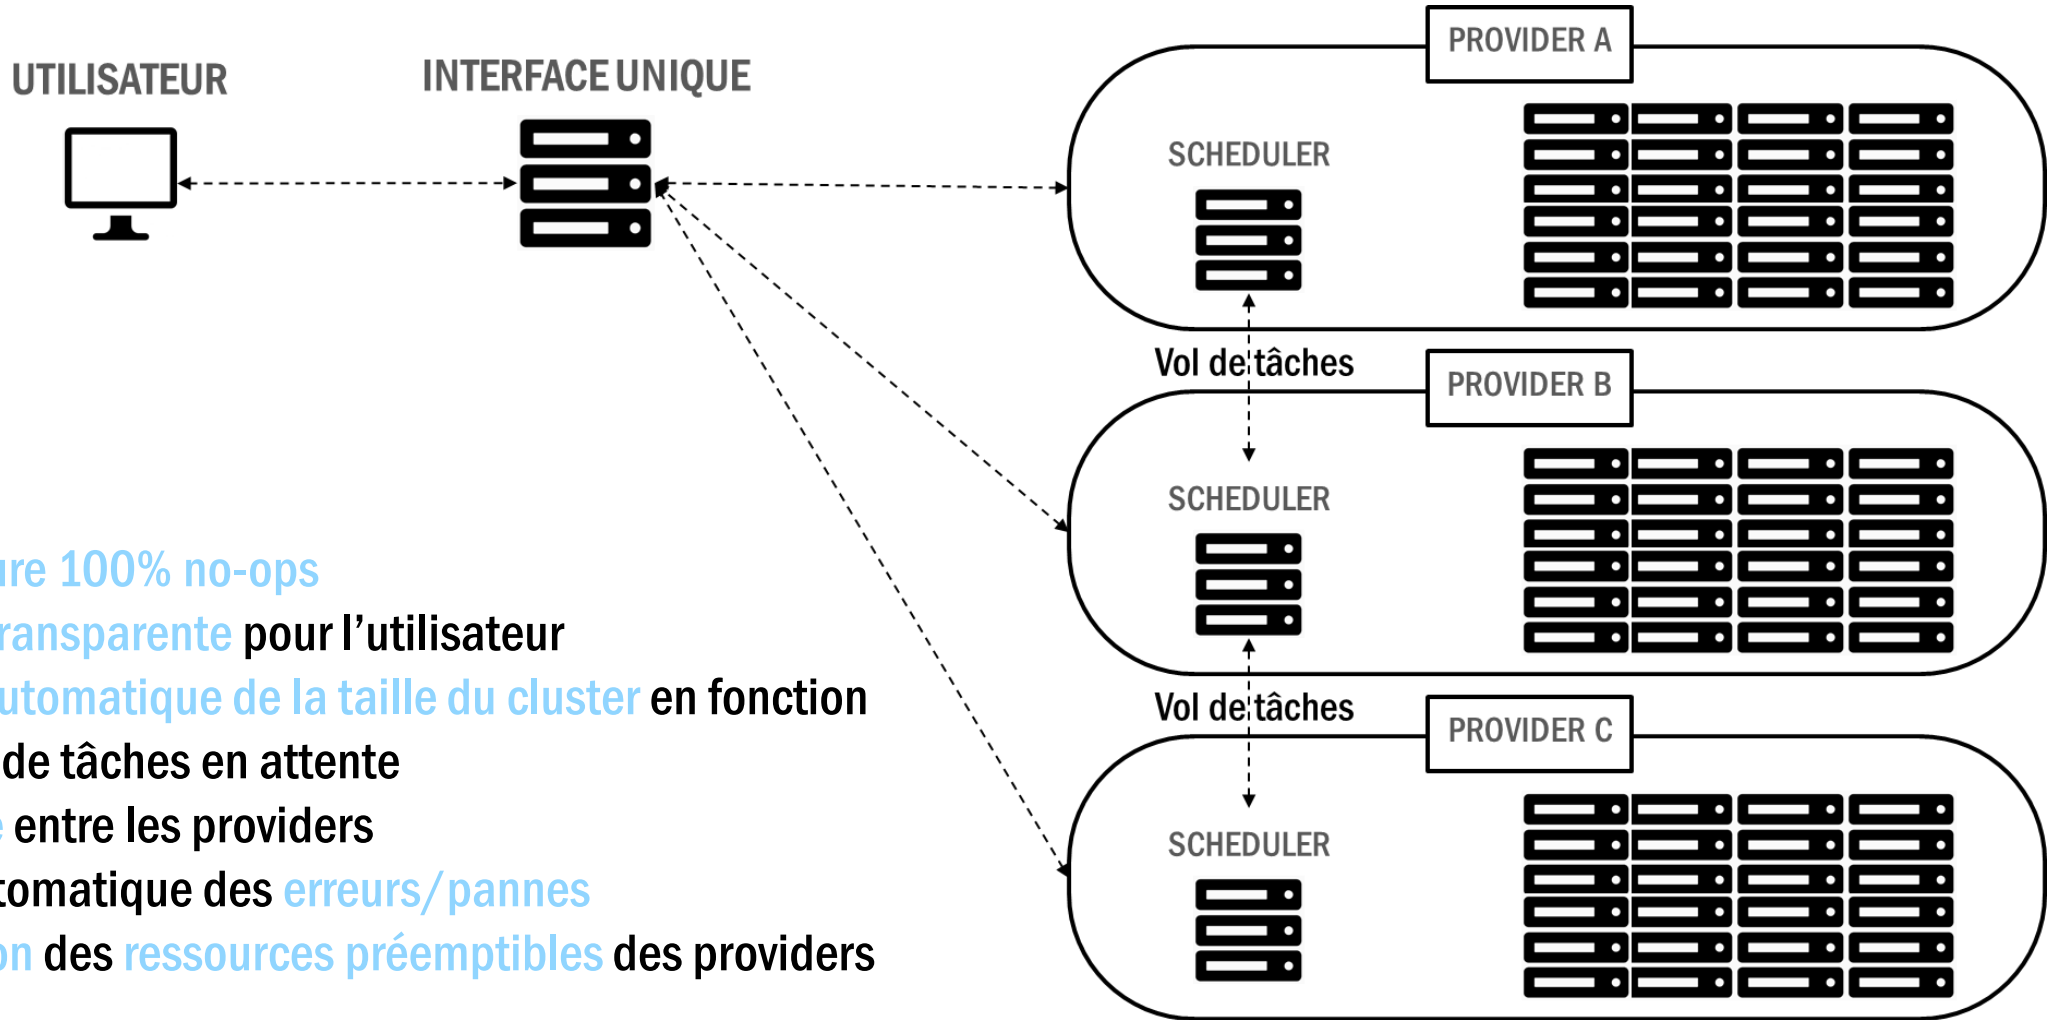 UTILISATEUR
INTERFACE UNIQUE
PROVIDER A
SCHEDULER
Vol de tâches
PROVIDER B
SCHEDULER
Vol de tâches
PROVIDER C
SCHEDULER
ure 100% no-ops
ransparente pour l’utilisateur
utomatique de la taille du cluster en fonction
de tâches en attente
entre les providers
tomatique des erreurs/pannes
on des ressources préemptibles des providers